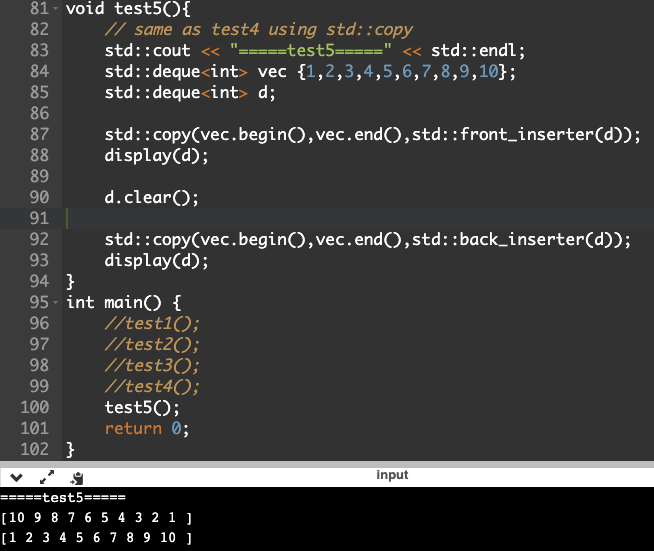 81 void test5(){
82     // same as test4 using std::copy
83     std::cout << "=====test5=====" << std::endl;
84     std::deque<int> vec {1,2,3,4,5,6,7,8,9,10};
85     std::deque<int> d;
86
87     std::copy(vec.begin(),vec.end(),std::front_inserter(d));
88     display(d);
89
90     d.clear();
91
92     std::copy(vec.begin(),vec.end(),std::back_inserter(d));
93     display(d);
94 }
95 int main() {
96     //test1();
97     //test2();
98     //test3();
99     //test4();
100     test5();
101     return 0;
102 }
input
=====test5=====
[10 9 8 7 6 5 4 3 2 1 ]
[1 2 3 4 5 6 7 8 9 10 ]